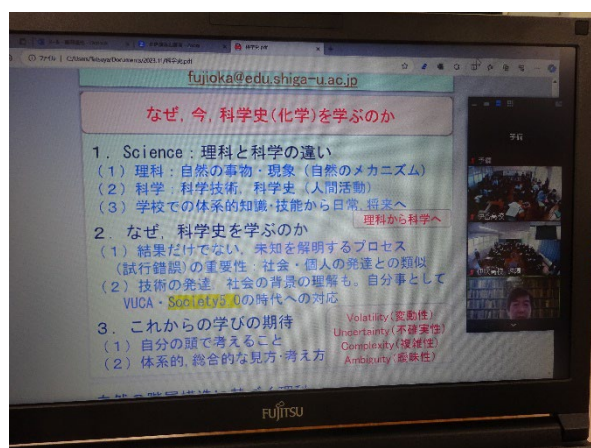 科学史.pdf
fujioka@edu.shiga-u.ac.jp
なぜ, 今, 科学史(化学)を学ぶのか
1. Science:理科と科学の違い
(1) 理科:自然の事物・現象(自然のメカニズム)
(2) 科学:科学技術, 科学史(人間活動)
(3) 学校での体系的知識・技能から日常, 将来へ
理科から科学へ
2. なぜ, 科学史を学ぶのか
(1) 結果だけでない, 未知を解明するプロセス
(試行錯誤)の重要性:社会・個人の発達との類似
(2) 技術の発達, 社会の背景の理解も。自分事として
VUCA・Society5.0の時代への対応
Volatility(変動性)
Uncertainty(不確実性)
Complexity(複雑性)
Ambiguity(曖昧性)
3. これからの学びの期待
(1) 自分の頭で考えること
(2) 体系的, 総合的な見方・考え方
FUJITSU